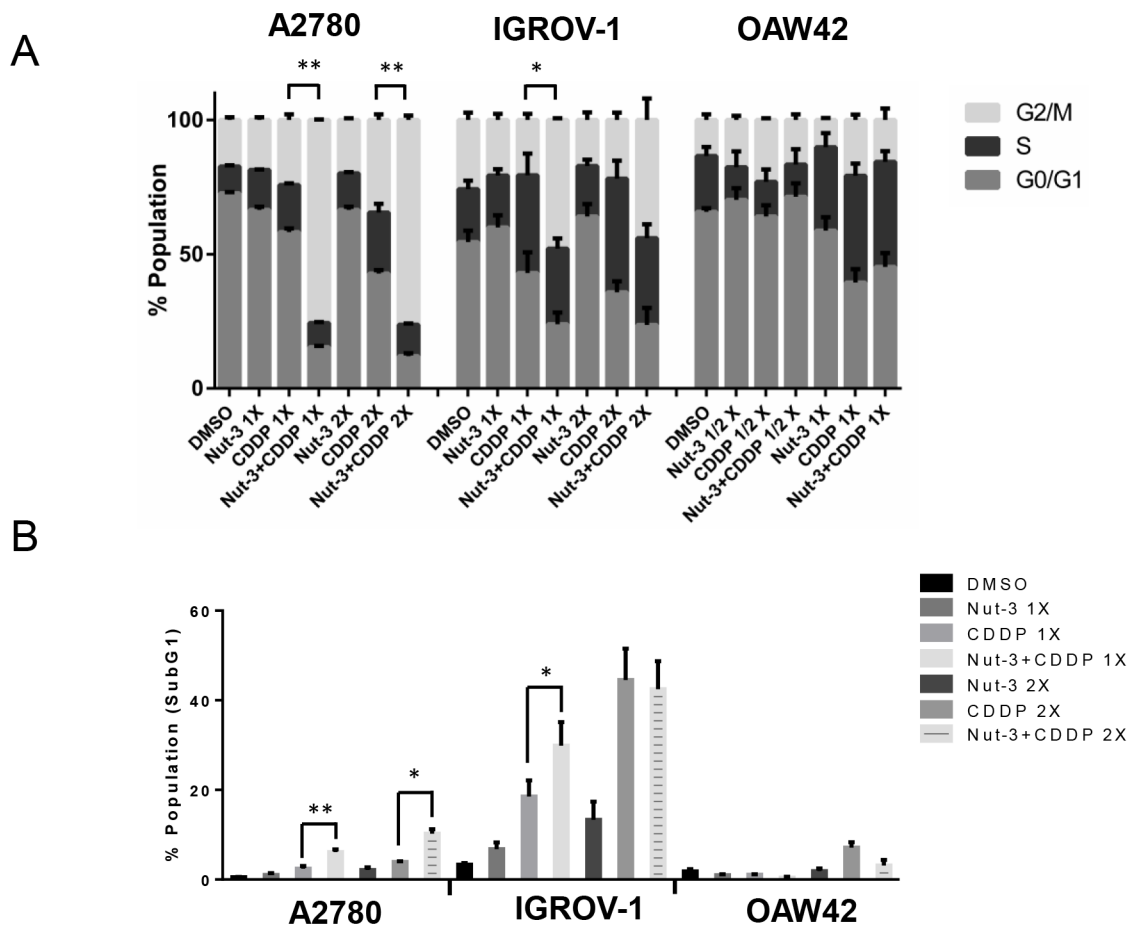 A
A2780
IGROV-1
OAW42
**
**
*
% Population
100
50
0
G2/M
S
G0/G1
DMSO
Nut-3 1X
CDDP 1X
Nut-3+CDDP 1X
Nut-3 2X
CDDP 2X
Nut-3+CDDP 2X
DMSO
Nut-3 1X
CDDP 1X
Nut-3+CDDP 1X
Nut-3 2X
CDDP 2X
Nut-3+CDDP 2X
DMSO
Nut-3 1/2 X
CDDP 1/2 X
Nut-3+CDDP 1/2 X
Nut-3 1X
CDDP 1X
Nut-3+CDDP 1X
B
% Population (SubG1)
60
40
20
0
**
*
*
DMSO
Nut-3 1X
CDDP 1X
Nut-3+CDDP 1X
Nut-3 2X
CDDP 2X
Nut-3+CDDP 2X
A2780
IGROV-1
OAW42